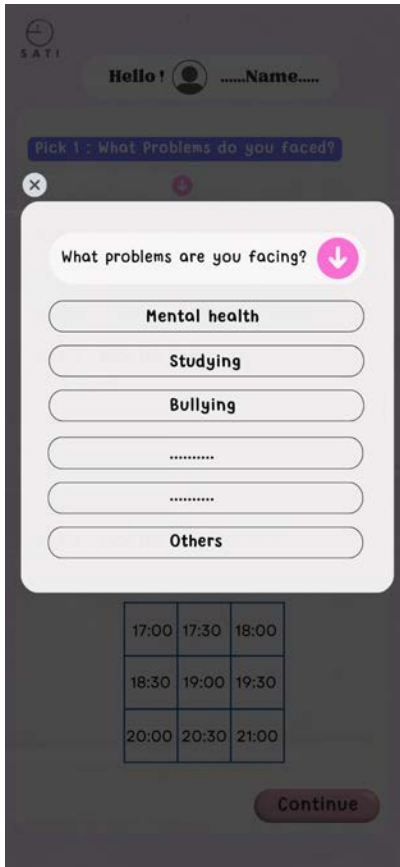 SATI
Hello ! ......Name.....
Pick 1 : What Problems do you faced?
What problems are you facing?
Mental health
Studying
Bullying
..........
..........
Others
17:00 17:30 18:00
18:30 19:00 19:30
20:00 20:30 21:00
Continue